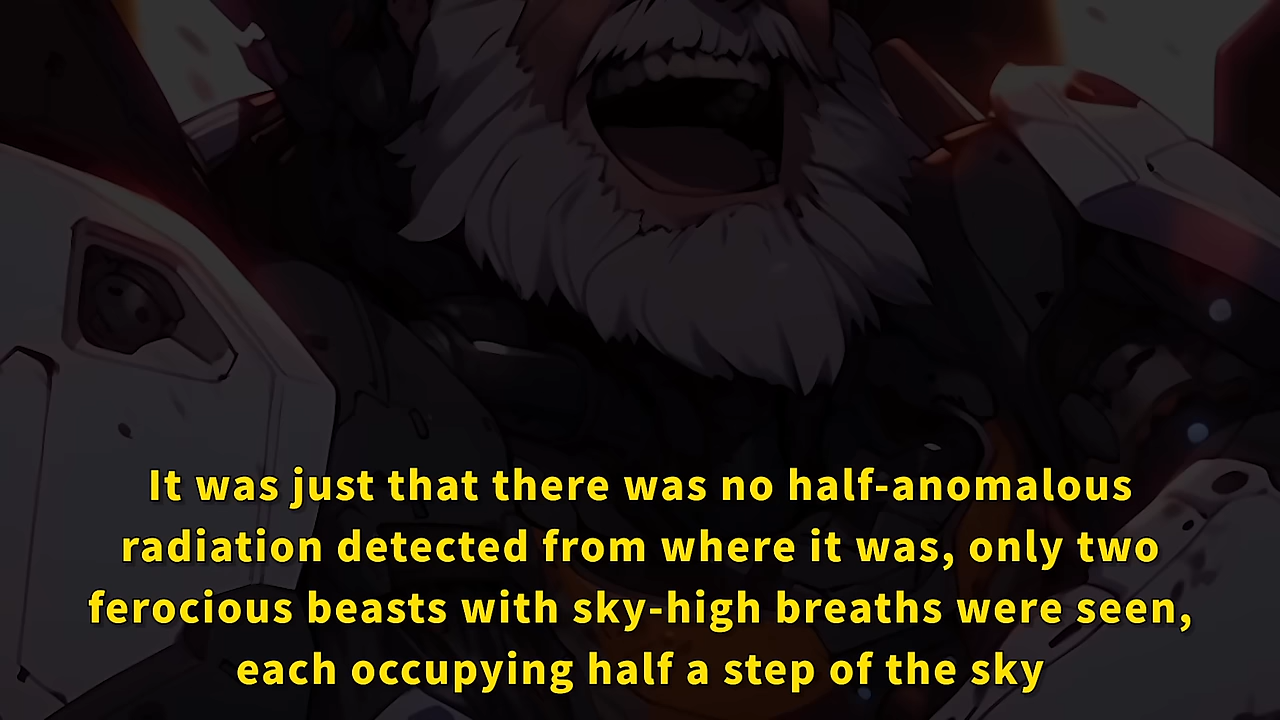 It was just that there was no half-anomalous
radiation detected from where it was, only two
ferocious beasts with sky-high breaths were seen,
each occupying half a step of the sky